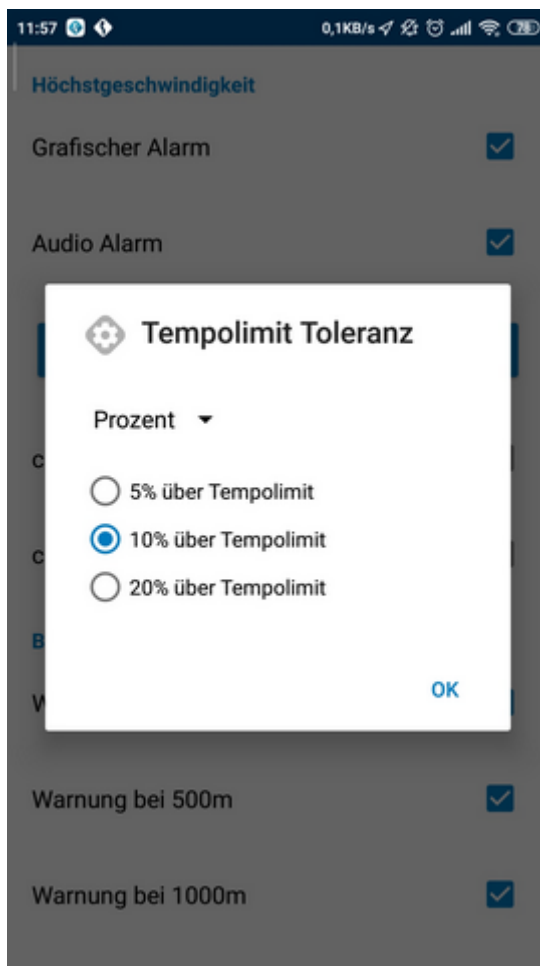 11:57 0,1KB/s 78
Höchstgeschwindigkeit
Grafischer Alarm
Audio Alarm
Tempolimit Toleranz
Prozent
5% über Tempolimit
10% über Tempolimit
20% über Tempolimit
OK
Warnung bei 500m
Warnung bei 1000m